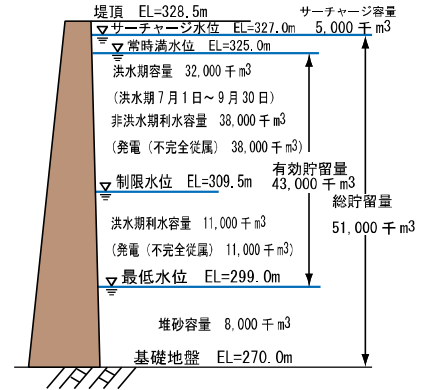 堤頂 EL=328.5m
サーチャージ容量
5,000千m3
サーチャージ水位 EL=327.0m
常時満水位 EL=325.0m
洪水期容量 32,000千m3
(洪水期7月1日～9月30日)
非洪水期利水容量 38,000千m3
(発電(不完全従属) 38,000千m3)
有効貯留量
43,000千m3
制限水位 EL=309.5m
総貯留量
51,000千m3
洪水期利水容量 11,000千m3
(発電(不完全従属) 11,000千m3)
最低水位 EL=299.0m
堆砂容量 8,000千m3
基礎地盤 EL=270.0m